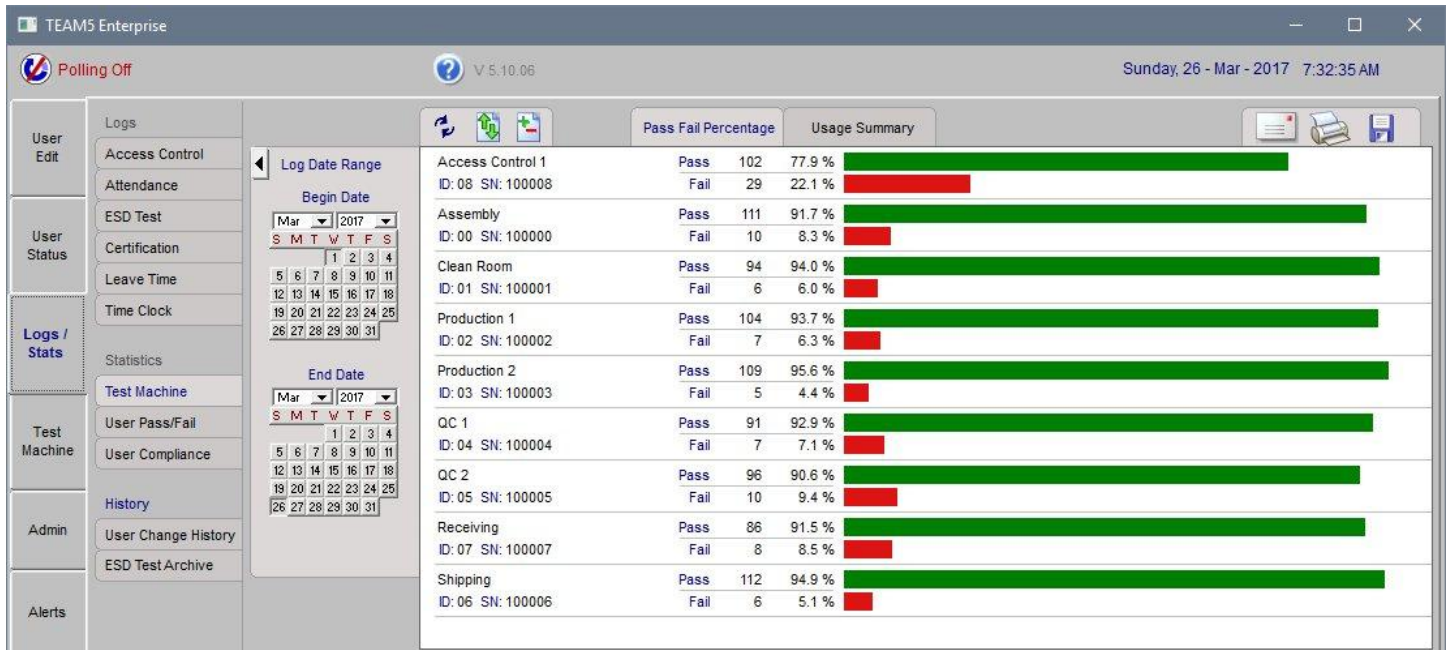 TEAM5 Enterprise
Polling Off
V 5.10.06
Sunday, 26 - Mar - 2017 7:32:35 AM
User
Edit
User
Status
Logs /
Stats
Test
Machine
Admin
Alerts
Logs
Access Control
Attendance
ESD Test
Certification
Leave Time
Time Clock
Statistics
Test Machine
User Pass/Fail
User Compliance
History
User Change History
ESD Test Archive
Log Date Range
Begin Date
Mar 2017
S M T W T F S
1 2 3 4
5 6 7 8 9 10 11
12 13 14 15 16 17 18
19 20 21 22 23 24 25
26 27 28 29 30 31
End Date
Mar 2017
S M T W T F S
1 2 3 4
5 6 7 8 9 10 11
12 13 14 15 16 17 18
19 20 21 22 23 24 25
26 27 28 29 30 31
Pass Fail Percentage Usage Summary
Access Control 1 Pass 102 77.9 %
ID: 08 SN: 100008 Fail 29 22.1 %
Assembly Pass 111 91.7 %
ID: 00 SN: 100000 Fail 10 8.3 %
Clean Room Pass 94 94.0 %
ID: 01 SN: 100001 Fail 6 6.0 %
Production 1 Pass 104 93.7 %
ID: 02 SN: 100002 Fail 7 6.3 %
Production 2 Pass 109 95.6 %
ID: 03 SN: 100003 Fail 5 4.4 %
QC 1 Pass 91 92.9 %
ID: 04 SN: 100004 Fail 7 7.1 %
QC 2 Pass 96 90.6 %
ID: 05 SN: 100005 Fail 10 9.4 %
Receiving Pass 86 91.5 %
ID: 07 SN: 100007 Fail 8 8.5 %
Shipping Pass 112 94.9 %
ID: 06 SN: 100006 Fail 6 5.1 %